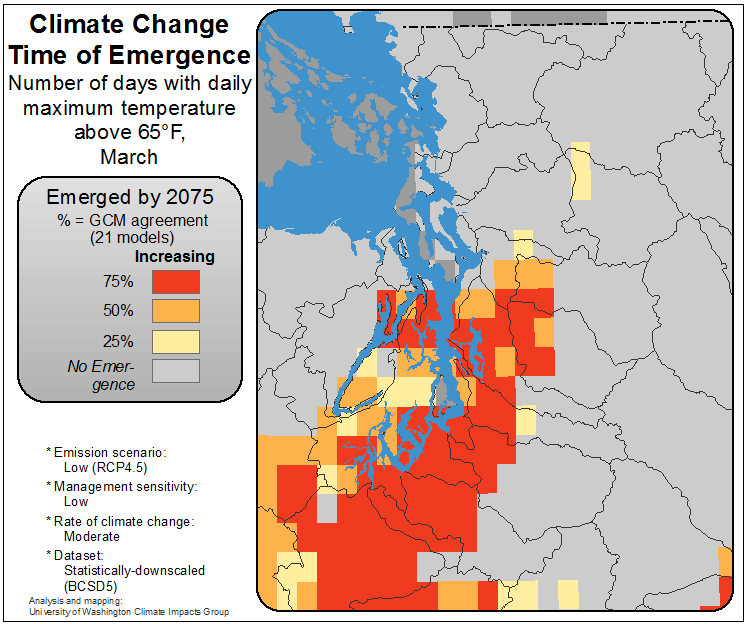 Climate Change
Time of Emergence
Number of days with daily
maximum temperature
above 65°F,
March
Emerged by 2075
% = GCM agreement
(21 models)
Increasing
75%
50%
25%
No Emer-
gence
* Emission scenario:
Low (RCP4.5)
* Management sensitivity:
Low
* Rate of climate change:
Moderate
* Dataset:
Statistically-downscaled
(BCSD5)
Analysis and mapping:
University of Washington Climate Impacts Group